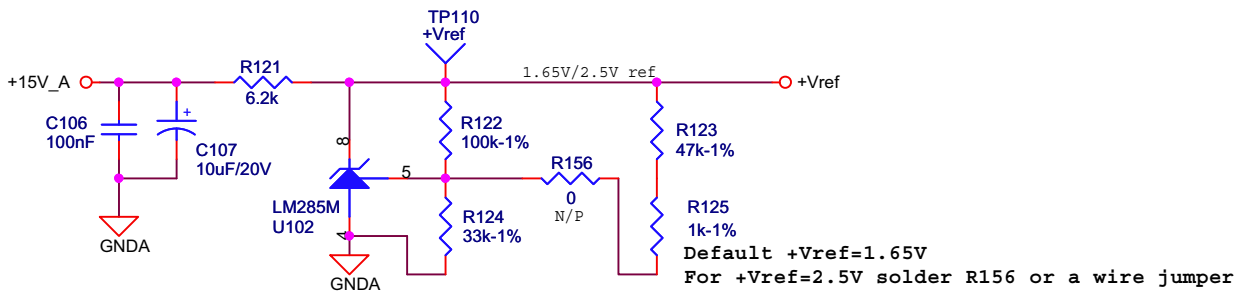 TP110
+Vref
+15V_A
R121
6.2k
1.65V/2.5V ref
+Vref
C106
100nF
C107
10uF/20V
8
R122
100k-1%
R123
47k-1%
5
R156
0
N/P
LM285M
U102
4
R124
33k-1%
R125
1k-1%
GNDA
GNDA
Default +Vref=1.65V
For +Vref=2.5V solder R156 or a wire jumper